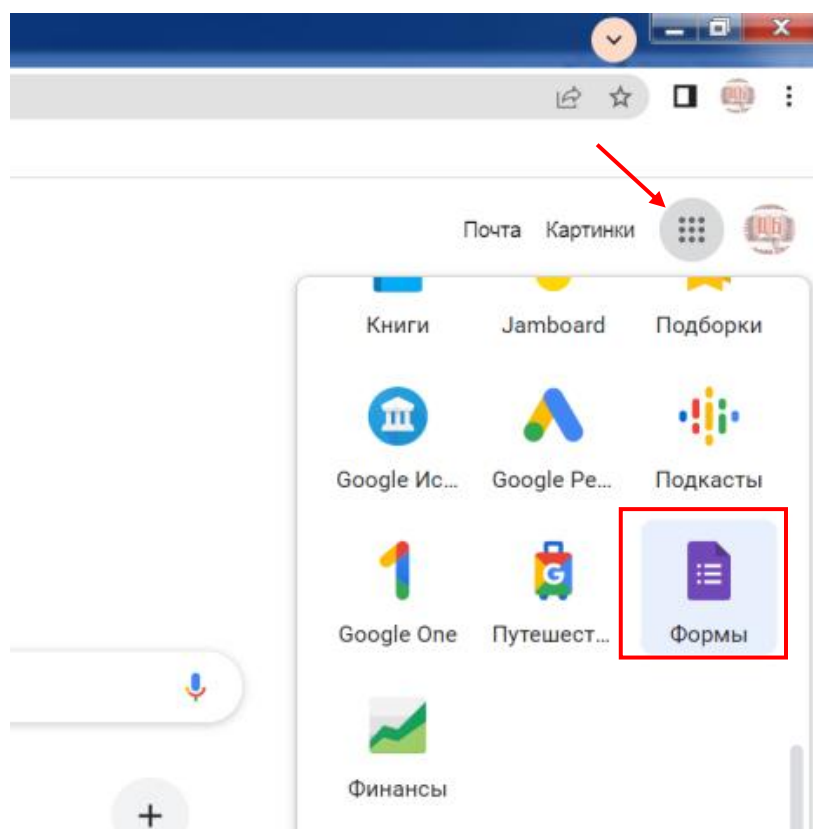 Почта Картинки
Книги Jamboard Подборки
Google Ис... Google Ре... Подкасты
Google One Путешест... Формы
Финансы